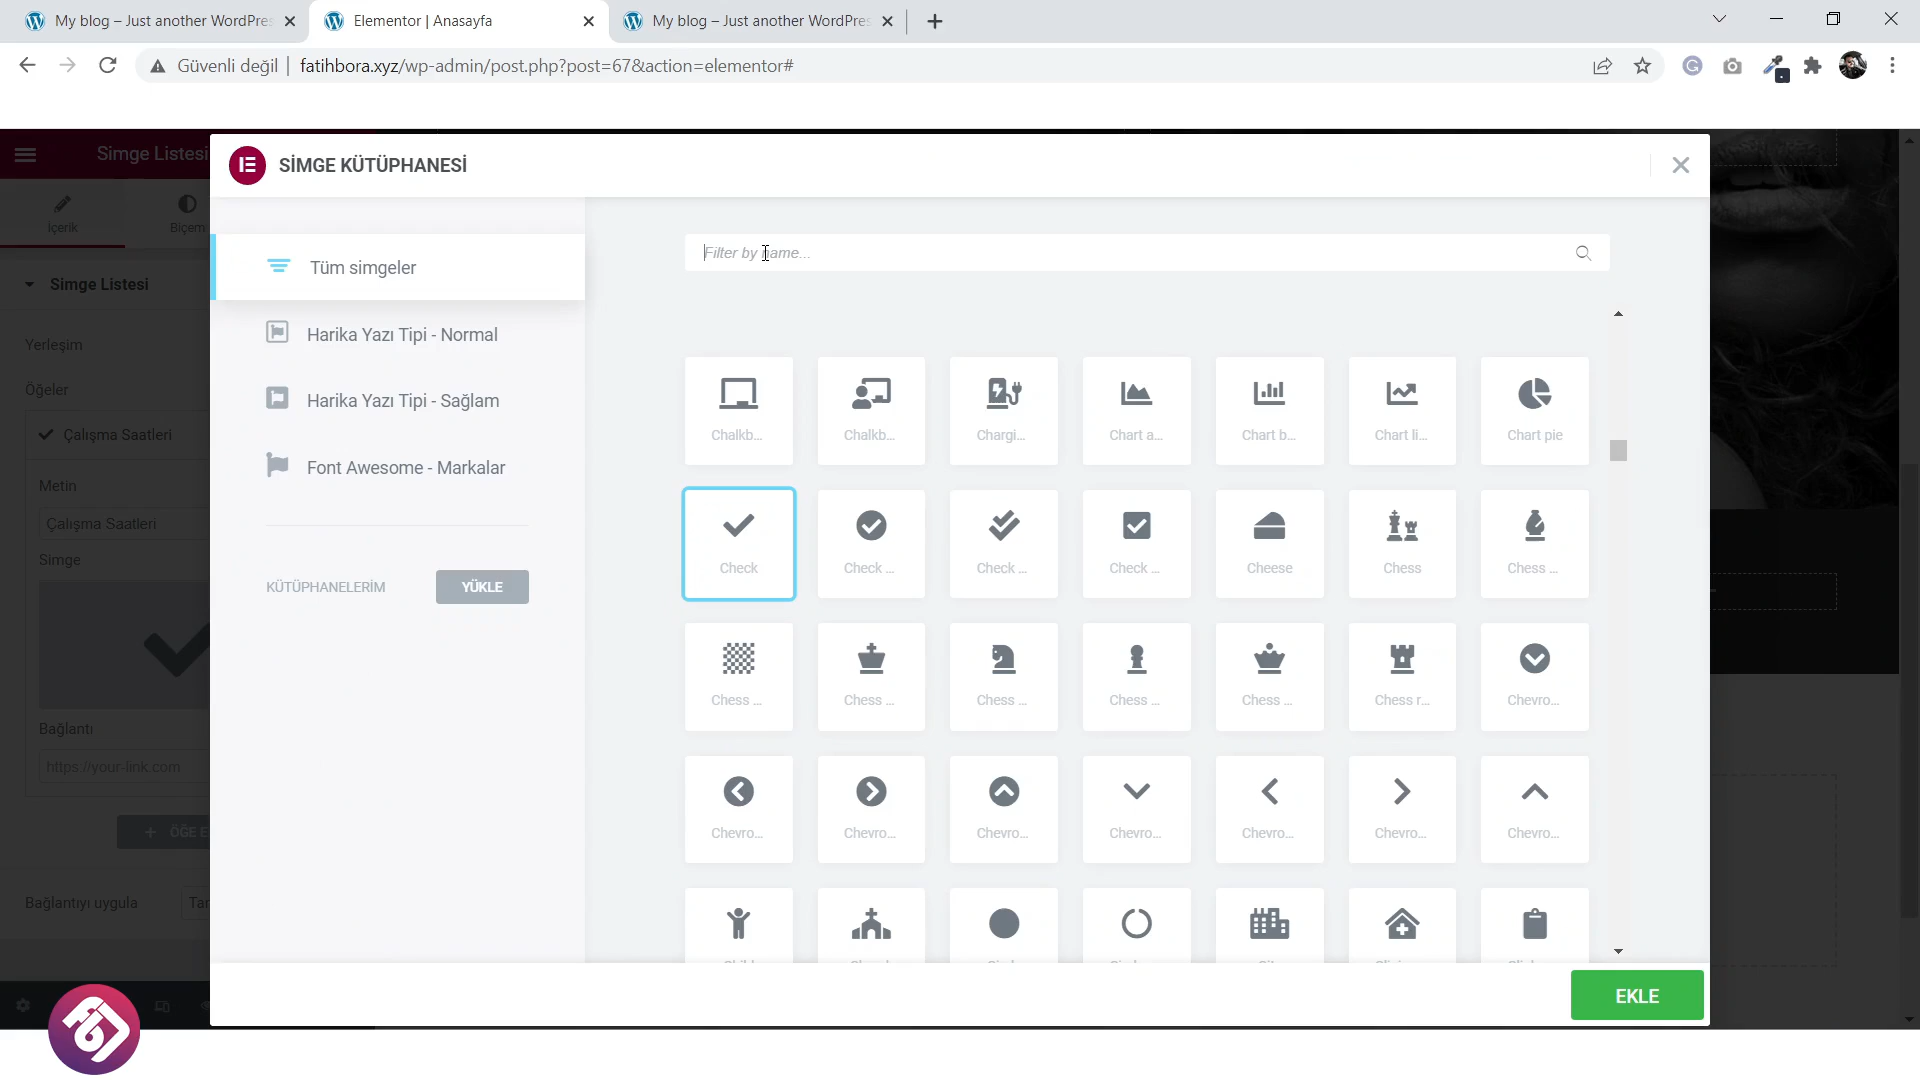 My blog – Just another WordPres
Elementor | Anasayfa
My blog – Just another WordPres
Güvenli değil
fatihbora.xyz/wp-admin/post.php?post=67&action=elementor#
Simge Listesi
İçerik
Biçem
Simge Listesi
Yerleşim
Öğeler
Çalışma Saatleri
Metin
Çalışma Saatleri
Simge
Bağlantı
https://your-link.com
ÖĞE E
Bağlantıyı uygula
Tar
SİMGE KÜTÜPHANESİ
Tüm simgeler
Harika Yazı Tipi - Normal
Harika Yazı Tipi - Sağlam
Font Awesome - Markalar
KÜTÜPHANELERİM
YÜKLE
Filter by name...
Chalkb... Chalkb... Chargi... Chart a... Chart b... Chart li... Chart pie
Check Check ... Check ... Check ... Cheese Chess Chess ...
Chess ... Chess ... Chess ... Chess ... Chess ... Chess r... Chevro...
Chevro... Chevro... Chevro... Chevro... Chevro... Chevro... Chevro...
EKLE